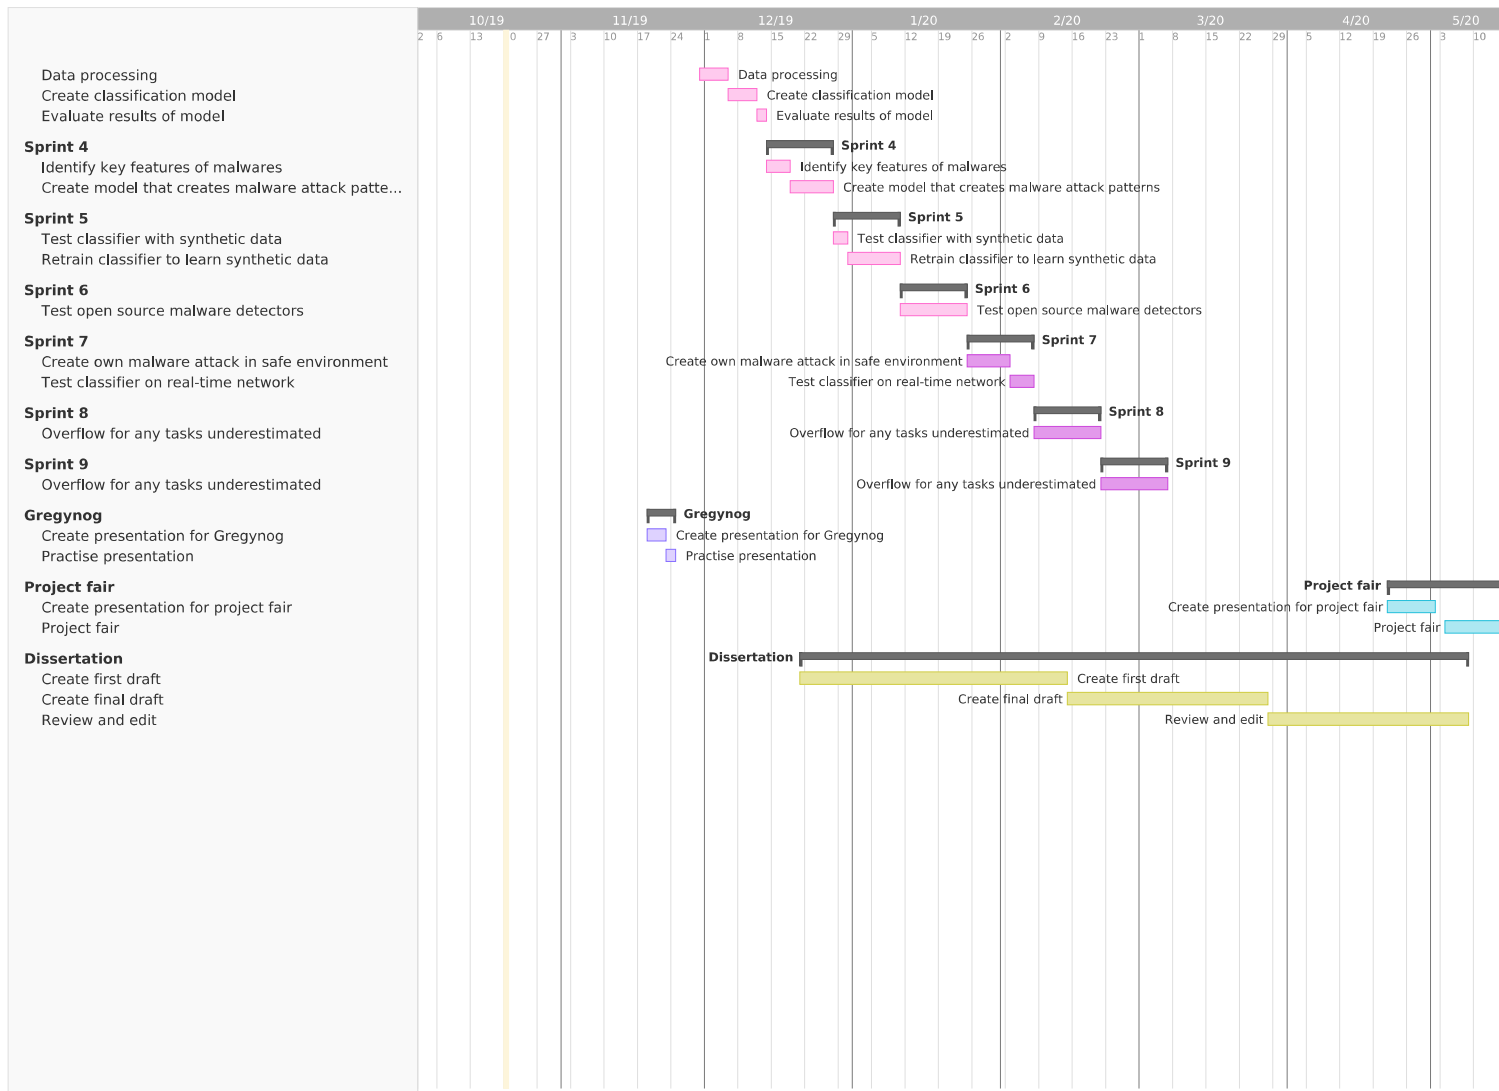 10/19 11/19 12/19 1/20 2/20 3/20 4/20 5/20
2 6 13 0 27 3 10 17 24 1 8 15 22 29 5 12 19 26 2 9 16 23 1 8 15 22 29 5 12 19 26 3 10
Data processing Data processing
Create classification model Create classification model
Evaluate results of model Evaluate results of model
Sprint 4 Sprint 4
Identify key features of malwares Identify key features of malwares
Create model that creates malware attack patte... Create model that creates malware attack patterns
Sprint 5 Sprint 5
Test classifier with synthetic data Test classifier with synthetic data
Retrain classifier to learn synthetic data Retrain classifier to learn synthetic data
Sprint 6 Sprint 6
Test open source malware detectors Test open source malware detectors
Sprint 7 Sprint 7
Create own malware attack in safe environment Create own malware attack in safe environment
Test classifier on real-time network Test classifier on real-time network
Sprint 8 Sprint 8
Overflow for any tasks underestimated Overflow for any tasks underestimated
Sprint 9 Sprint 9
Overflow for any tasks underestimated Overflow for any tasks underestimated
Gregynog Gregynog
Create presentation for Gregynog Create presentation for Gregynog
Practise presentation Practise presentation
Project fair Project fair
Create presentation for project fair Create presentation for project fair
Project fair Project fair
Dissertation Dissertation
Create first draft Create first draft
Create final draft Create final draft
Review and edit Review and edit